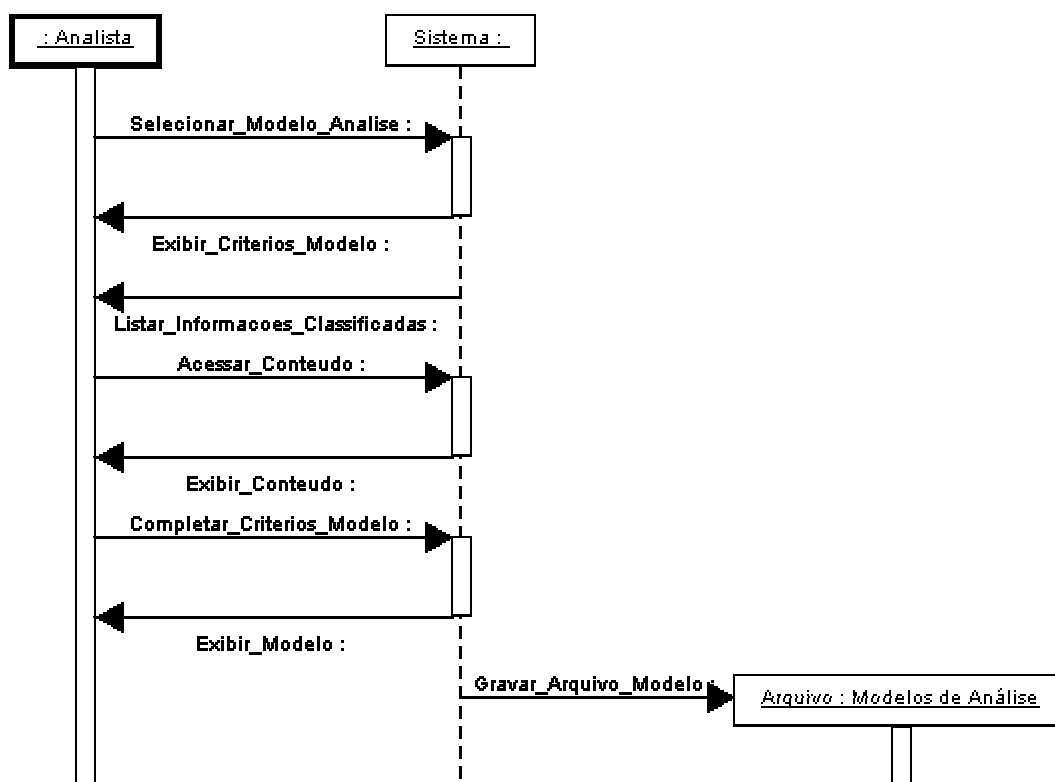 : Analista
Sistema :
Selecionar_Modelo_Analise :
Exibir_Criterios_Modelo :
Listar_Informacoes_Classificadas :
Acessar_Conteudo :
Exibir_Conteudo :
Completar_Criterios_Modelo :
Exibir_Modelo :
Gravar_Arquivo_Modelo :
Arquivo : Modelos de Análise